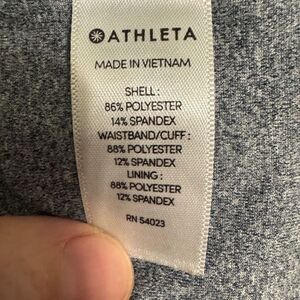 ATHLETA
MADE IN VIETNAM
SHELL :
86% POLYESTER
14% SPANDEX
WAISTBAND/CUFF :
88% POLYESTER
12% SPANDEX
LINING :
88% POLYESTER
12% SPANDEX
RN 54023